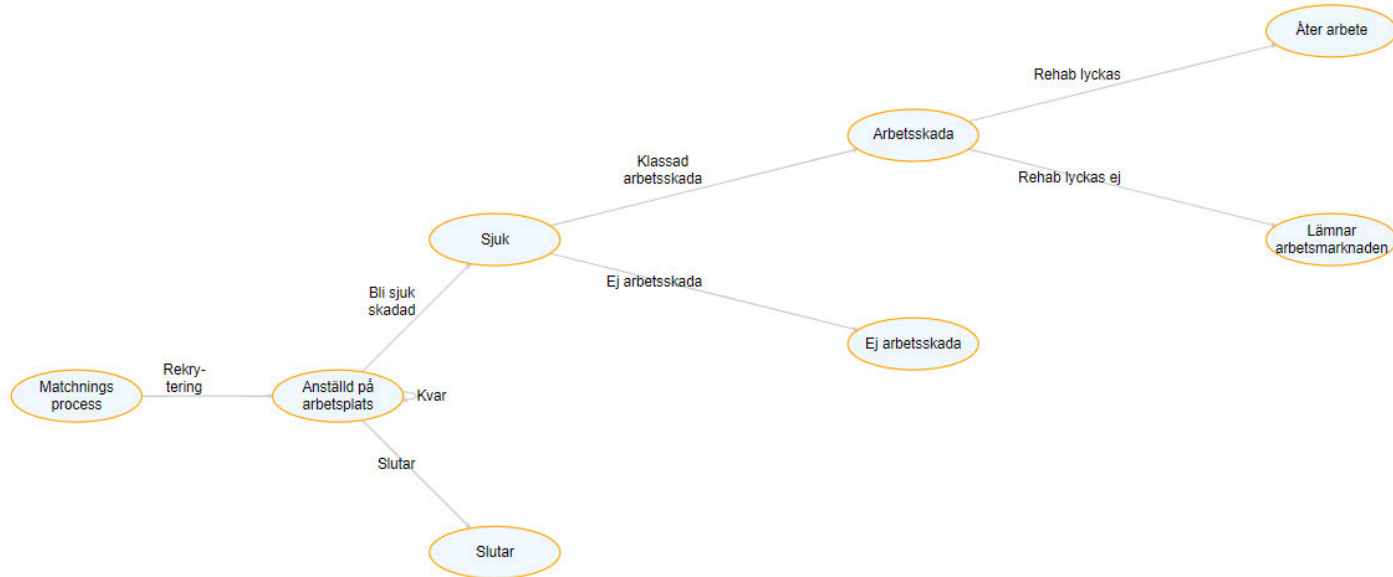 Åter arbete
Rehab lyckas
Arbetsskada
Klassad
arbetsskada
Rehab lyckas ej
Sjuk
Lämnar
arbetsmarknaden
Ej arbetsskada
Bli sjuk
skadad
Ej arbetsskada
Rekry-
tering
Matchnings
process
Anställd på
arbetsplats
Kvar
Slutar
Slutar